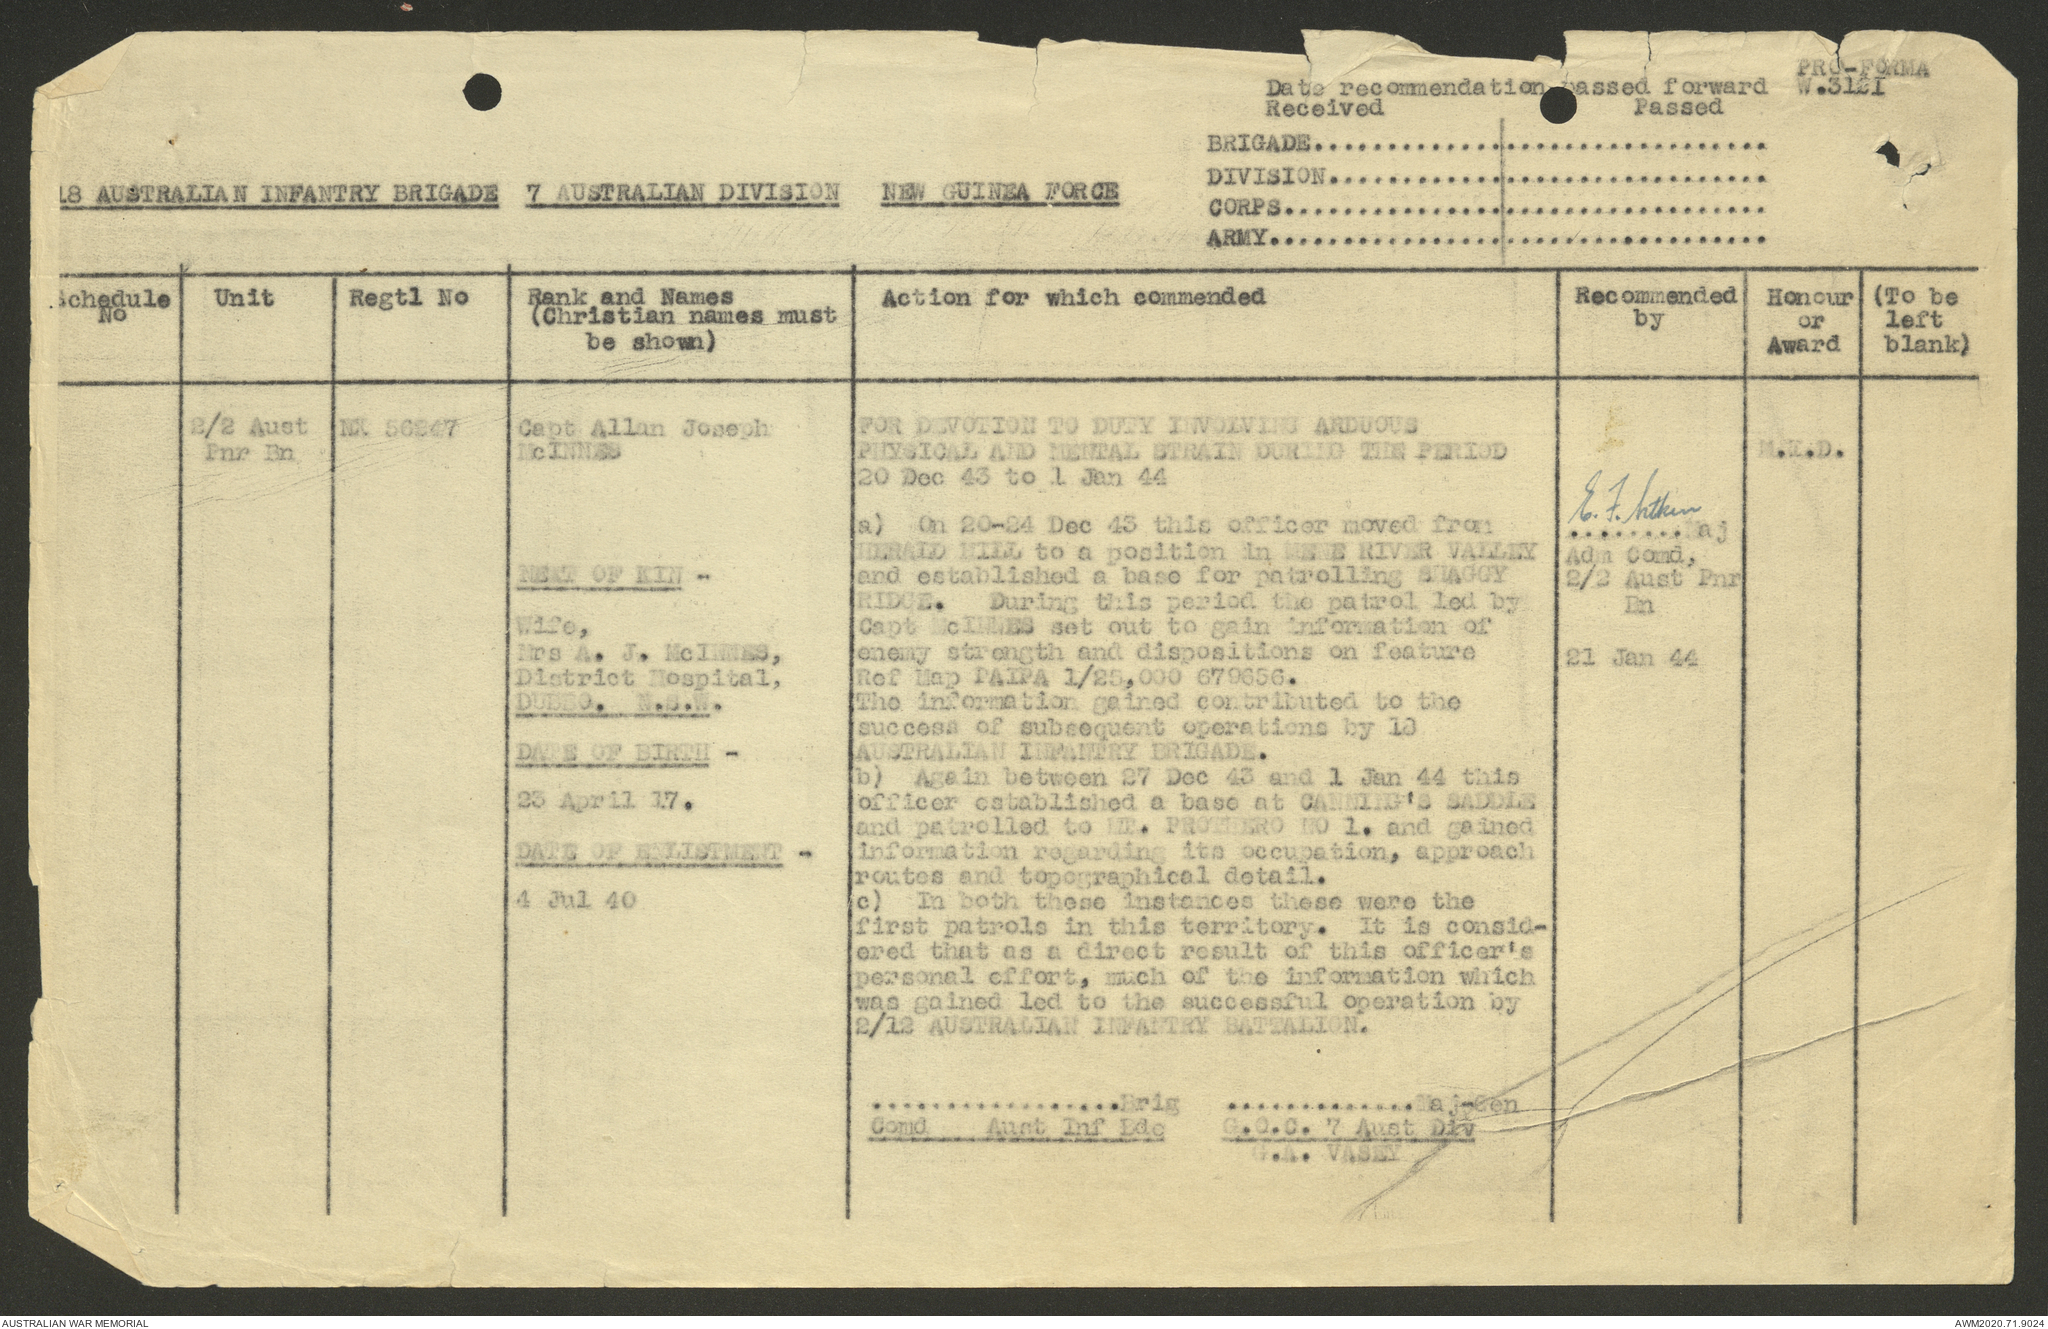 PRO-FORMA
Date recommendation passed forward W.3121
Received Passed
BRIGADE...............................
DIVISION..............................
CORPS.................................
ARMY..................................
18 AUSTRALIAN INFANTRY BRIGADE 7 AUSTRALIAN DIVISION NEW GUINEA FORCE
Schedule No
Unit
Regtl No
Rank and Names
(Christian names must
be shown)
Action for which commended
Recommended
by
Honour
or
Award
(To be
left
blank)
2/2 Aust
Pnr Bn
NX 56247
Capt Allan Joseph
McINNES
NEXT OF KIN -
Wife,
Mrs A. J. McINNES,
District Hospital,
DUBBO. N.S.W.
DATE OF BIRTH -
23 April 17.
DATE OF ENLISTMENT -
4 Jul 40
FOR DEVOTION TO DUTY INVOLVING ARDUOUS
PHYSICAL AND MENTAL STRAIN DURING THE PERIOD
20 Dec 43 to 1 Jan 44
a) On 20-24 Dec 43 this officer moved from
HERALD HILL to a position in MENE RIVER VALLEY
and established a base for patrolling SHAGGY
RIDGE. During this period the patrol led by
Capt McINNES set out to gain information of
enemy strength and dispositions on feature
Ref Map PAIPA 1/25,000 679656.
The information gained contributed to the
success of subsequent operations by 18
AUSTRALIAN INFANTRY BRIGADE.
b) Again between 27 Dec 43 and 1 Jan 44 this
officer established a base at CANNING'S SADDLE
and patrolled to MT. PROTHERO NO 1. and gained
information regarding its occupation, approach
routes and topographical detail.
c) In both these instances these were the
first patrols in this territory. It is consid-
ered that as a direct result of this officer's
personal effort, much of the information which
was gained led to the successful operation by
2/12 AUSTRALIAN INFANTRY BATTALION.
.................Brig .............Maj-Gen
Comd Aust Inf Bde G.O.C. 7 Aust Div
G.A. VASEY
E. F. Aitken
........Maj
Adm Comd,
2/2 Aust Pnr
Bn
21 Jan 44
M.I.D.
AUSTRALIAN WAR MEMORIAL AWM2020.71.9024